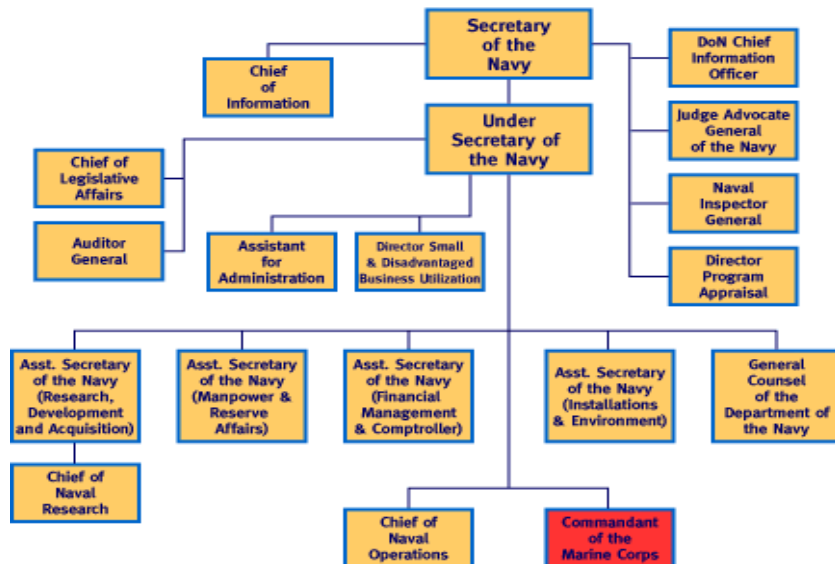 Secretary
of the
Navy
Chief
of
Information
DoN Chief
Information
Officer
Under
Secretary of
the Navy
Judge Advocate
General
of the Navy
Chief of
Legislative
Affairs
Naval
Inspector
General
Auditor
General
Assistant
for
Administration
Director Small
& Disadvantaged
Business Utilization
Director
Program
Appraisal
Asst. Secretary
of the Navy
(Research,
Development
and Acquisition)
Asst. Secretary
of the Navy
(Manpower &
Reserve
Affairs)
Asst. Secretary
of the Navy
(Financial
Management
& Comptroller)
Asst. Secretary
of the Navy
(Installations
& Environment)
General
Counsel
of the
Department of
the Navy
Chief of
Naval
Research
Chief of
Naval
Operations
Commandant
of the
Marine Corps